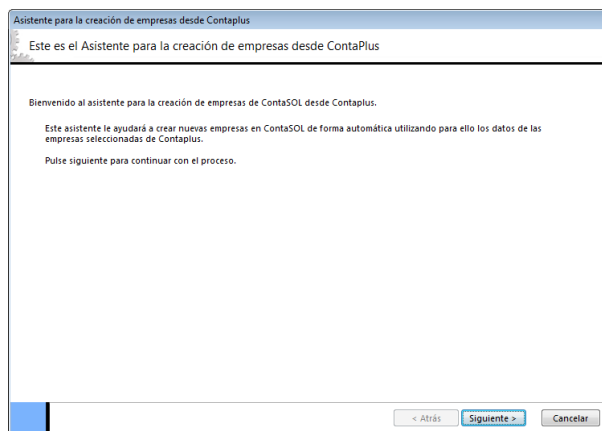 Asistente para la creación de empresas desde Contaplus
Este es el Asistente para la creación de empresas desde ContaPlus
Bienvenido al asistente para la creación de empresas de ContaSOL desde Contaplus.
Este asistente le ayudará a crear nuevas empresas en ContaSOL de forma automática utilizando para ello los datos de las
empresas seleccionadas de Contaplus.
Pulse siguiente para continuar con el proceso.
< Atrás
Siguiente >
Cancelar